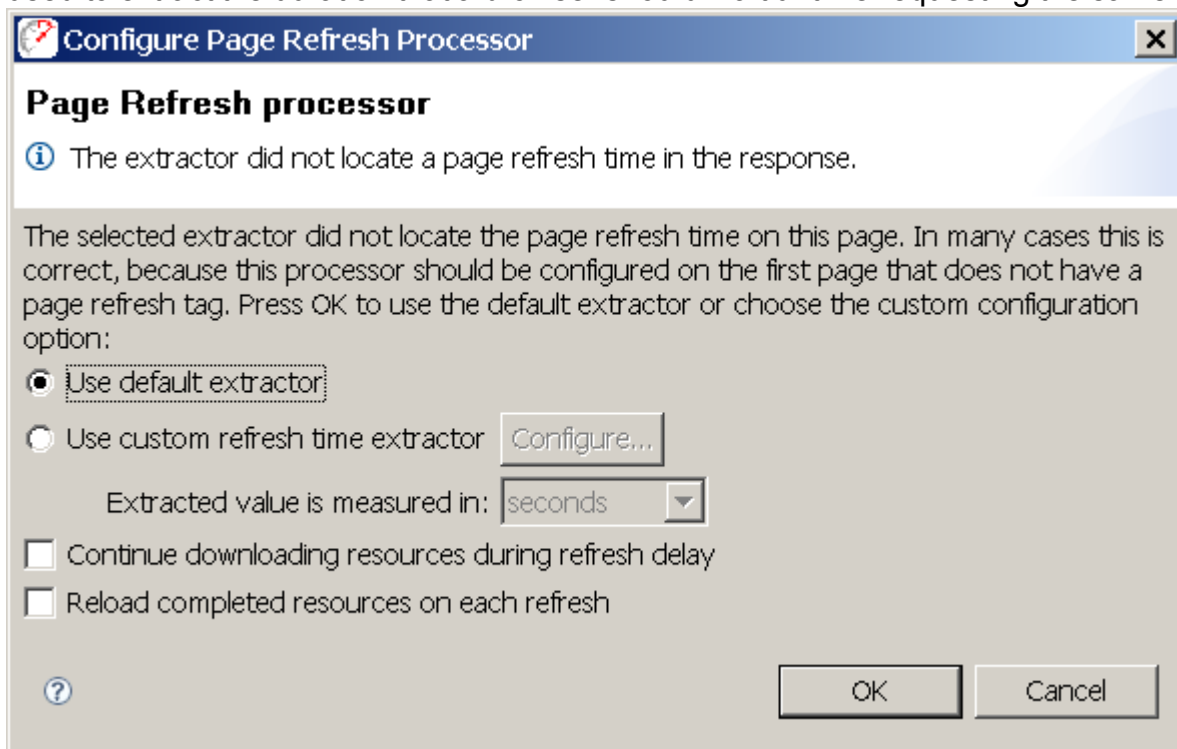 Configure Page Refresh Processor
Page Refresh processor
The extractor did not locate a page refresh time in the response.
The selected extractor did not locate the page refresh time on this page. In many cases this is
correct, because this processor should be configured on the first page that does not have a
page refresh tag. Press OK to use the default extractor or choose the custom configuration
option:
Use default extractor
Use custom refresh time extractor Configure...
Extracted value is measured in: seconds
Continue downloading resources during refresh delay
Reload completed resources on each refresh
OK Cancel